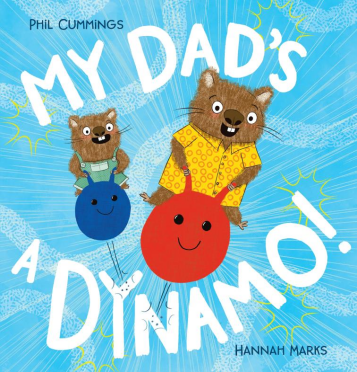 PHIL CUMMINGS
MY DAD'S
A DYNAMO!
HANNAH MARKS